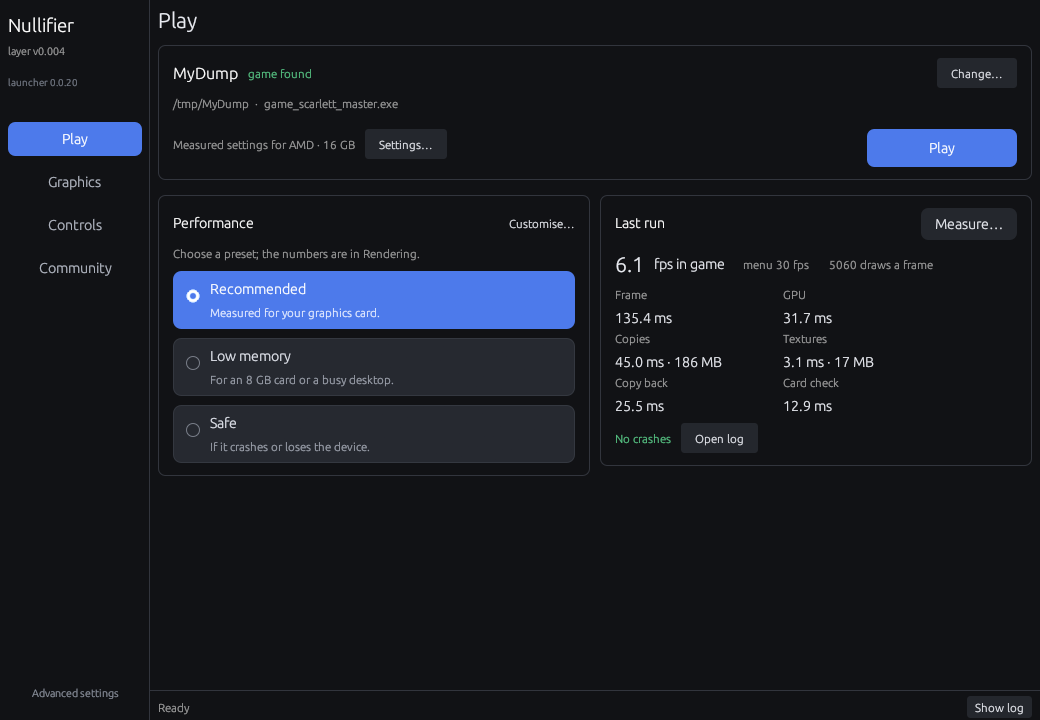 Nullifier
layer v0.004
launcher 0.0.20
Play
Graphics
Controls
Community
Advanced settings
Play
MyDump game found
Change...
/tmp/MyDump · game_scarlett_master.exe
Measured settings for AMD · 16 GB Settings...
Play
Performance Customise...
Choose a preset; the numbers are in Rendering.
Recommended
Measured for your graphics card.
Low memory
For an 8 GB card or a busy desktop.
Safe
If it crashes or loses the device.
Last run Measure...
6.1 fps in game menu 30 fps 5060 draws a frame
Frame GPU
135.4 ms 31.7 ms
Copies Textures
45.0 ms · 186 MB 3.1 ms · 17 MB
Copy back Card check
25.5 ms 12.9 ms
No crashes Open log
Ready Show log